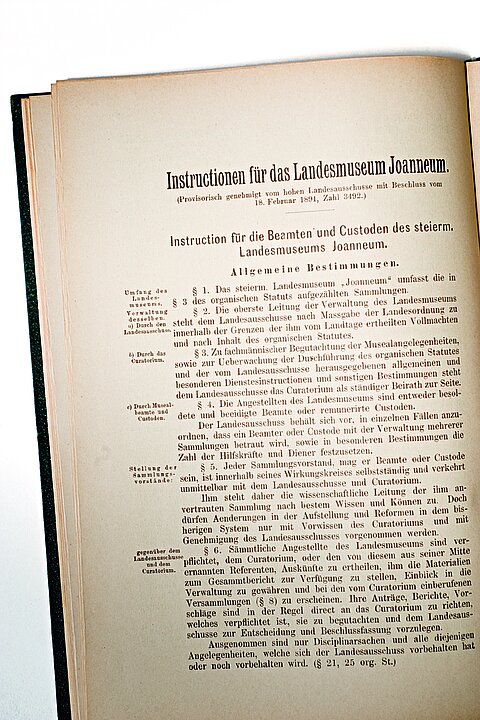 Instructionen für das Landesmuseum Joanneum.
(Provisorisch genehmigt vom hohen Landesausschusse mit Beschluss vom
18. Februar 1891, Zahl 3492.)
Instruction für die Beamten und Custoden des steierm.
Landesmuseums Joanneum.
Allgemeine Bestimmungen.
Umfang des
Landes-
museums.
§ 1. Das steierm. Landesmuseum „Joanneum“ umfasst die in
§ 3 des organischen Statuts aufgezählten Sammlungen.
Verwaltung
desselben.
a) Durch den
Landesausschuss.
§ 2. Die oberste Leitung der Verwaltung des Landesmuseums
steht dem Landesausschusse nach Massgabe der Landesordnung zu
innerhalb der Grenzen der ihm vom Landtage ertheilten Vollmachten
und nach Inhalt des organischen Statutes.
b) Durch das
Curatorium.
§ 3. Zu fachmännischer Begutachtung der Musealangelegenheiten,
sowie zur Ueberwachung der Duschführung des organischen Statutes
und der vom Landesausschusse herausgegebenen allgemeinen und
besonderen Dienstesinstructionen und sonstigen Bestimmungen steht
dem Landesausschusse das Curatorium als ständiger Beirath zur Seite.
c) Durch Museal-
beamte und
Custoden.
§ 4. Die Angestellten des Landesmuseums sind entweder besol-
dete und beeidigte Beamte oder remunerirte Custoden.
Der Landesausschuss behält sich vor, in einzelnen Fällen anzu-
ordnen, dass ein Beamter oder Custode mit der Verwaltung mehrerer
Sammlungen betraut wird, sowie in besonderen Bestimmungen die
Zahl der Hilfskräfte und Diener festzusetzen.
Stellung der
Sammlungs-
vorstände:
§ 5. Jeder Sammlungsvorstand, mag er Beamte oder Custode
sein, ist innerhalb seines Wirkungskreises selbstständig und verkehrt
unmittelbar mit dem Landesausschusse und Curatorium.
Ihm steht daher die wissenschaftliche Leitung der ihm an-
vertrauten Sammlung nach bestem Wissen und Können zu. Doch
dürfen Aenderungen in der Aufstellung und Reformen in dem bis-
herigen System nur mit Vorwissen des Curatoriums und mit
Genehmigung des Landesausschusses vorgenommen werden.
gegenüber dem
Landesausschusse
und dem
Curatorium.
§ 6. Sämmtliche Angestellte des Landesmuseums sind ver-
pflichtet, dem Curatorium, oder den von diesem aus seiner Mitte
ernannten Referenten, Auskünfte zu ertheilen, ihm die Materialien
zum Gesammtbericht zur Verfügung zu stellen, Einblick in die
Verwaltung zu gewähren und bei den vom Curatorium einberufenen
Versammlungen (§ 8) zu erscheinen. Ihre Anträge, Berichte, Vor-
schläge sind in der Regel direct an das Curatorium zu richten,
welches verpflichtet ist, sie zu begutachten und dem Landesaus-
schusse zur Entscheidung und Beschlussfassung vorzulegen.
Ausgenommen sind nur Disciplinarsachen und alle diejenigen
Angelegenheiten, welche sich der Landesausschuss vorbehalten hat
oder noch vorbehalten wird. (§ 21, 25 org. St.)